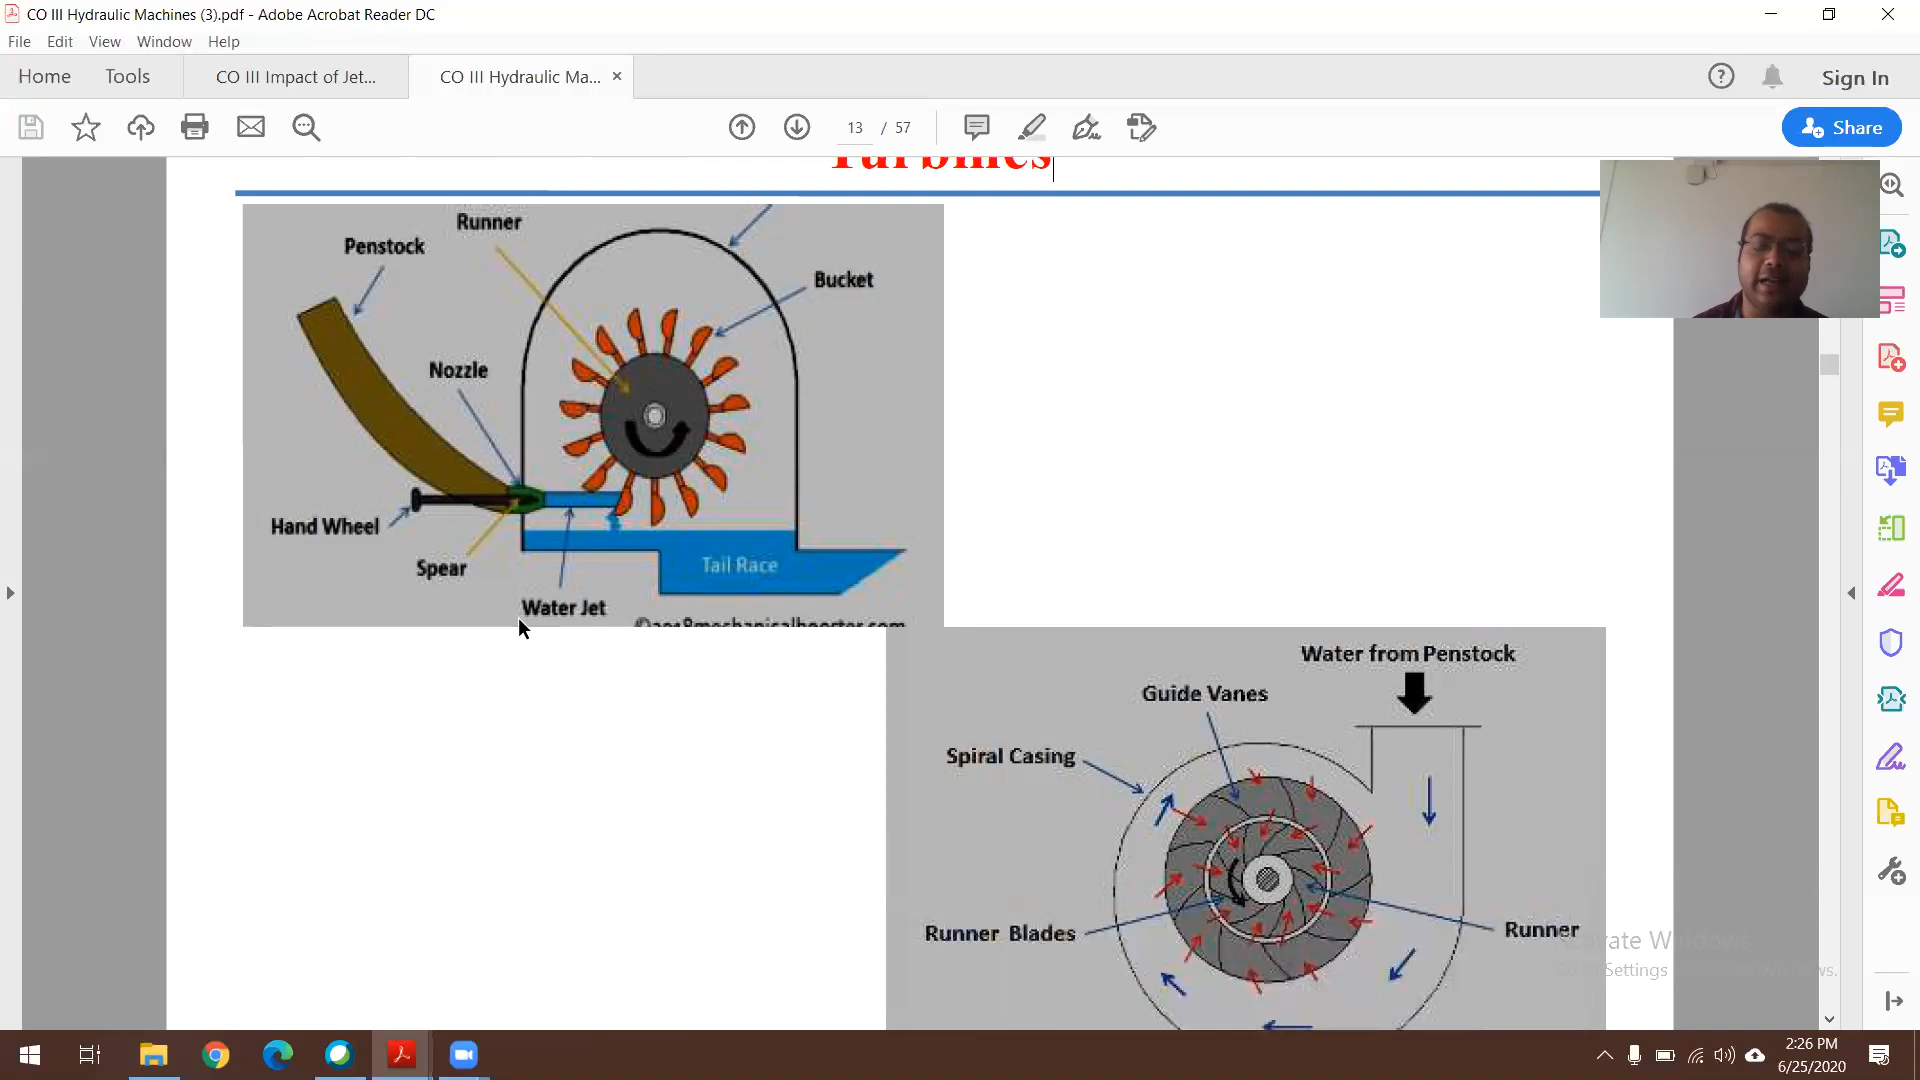 CO III Hydraulic Machines (3).pdf - Adobe Acrobat Reader DC
File Edit View Window Help
Home Tools CO III Impact of Jet... CO III Hydraulic Ma... × Sign In
13 / 57 Share
Turbines
Runner
Penstock
Bucket
Nozzle
Hand Wheel
Spear
Tail Race
Water Jet
Water from Penstock
Guide Vanes
Spiral Casing
Runner Blades
Runner
2:26 PM
6/25/2020